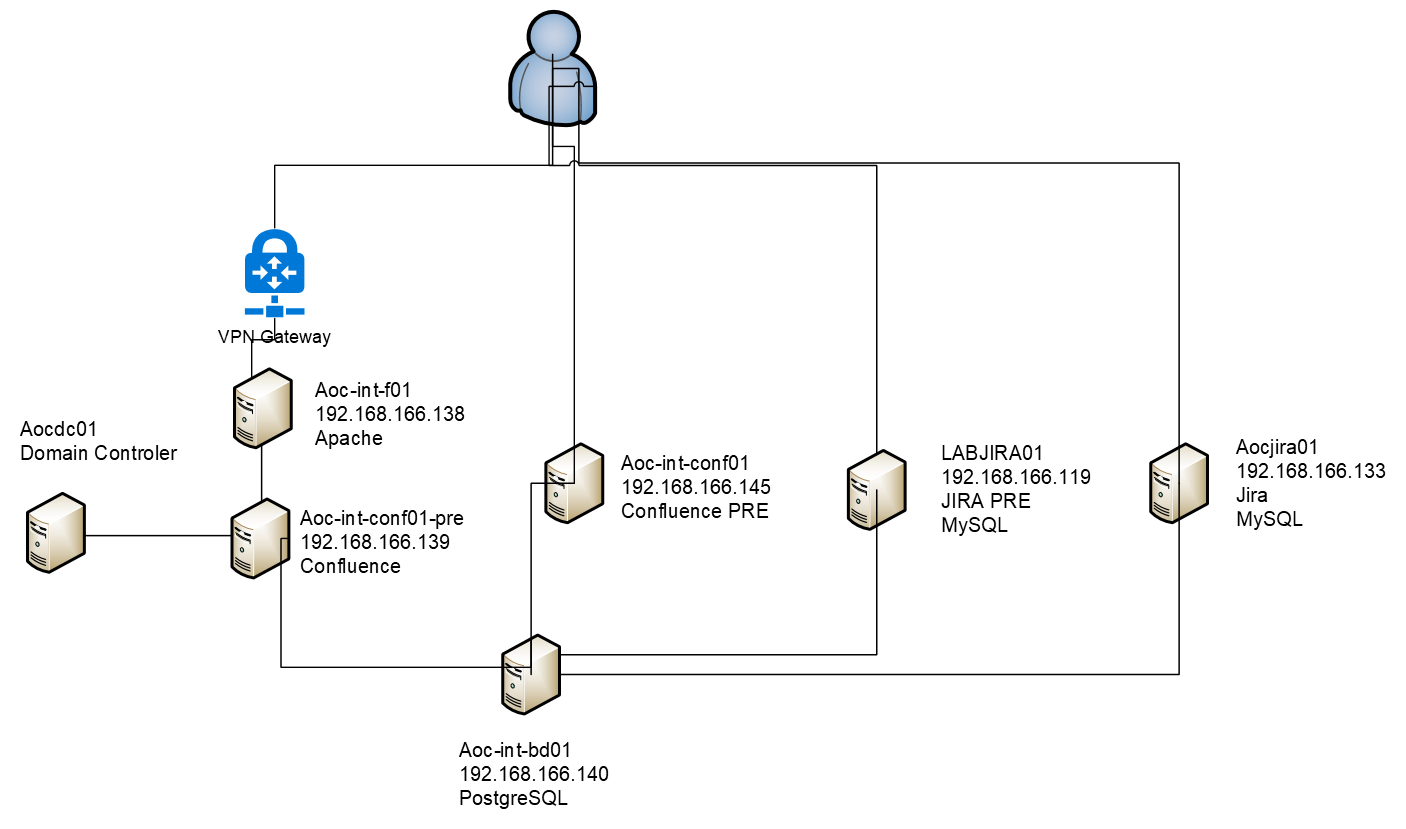 VPN Gateway
Aoc-int-f01
192.168.166.138
Apache
Aocdc01
Domain Controler
Aoc-int-conf01-pre
192.168.166.139
Confluence
Aoc-int-conf01
192.168.166.145
Confluence PRE
LABJIRA01
192.168.166.119
JIRA PRE
MySQL
Aocjira01
192.168.166.133
Jira
MySQL
Aoc-int-bd01
192.168.166.140
PostgreSQL